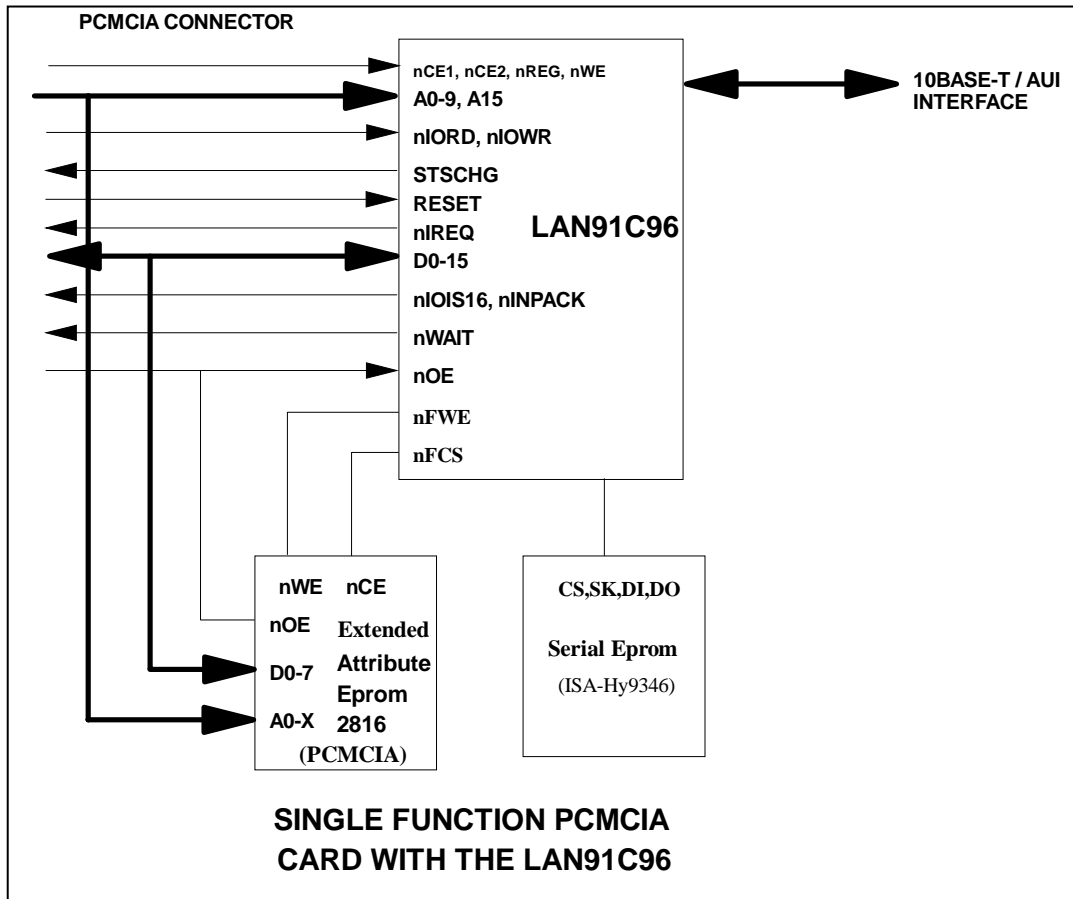 PCMCIA CONNECTOR
nCE1, nCE2, nREG, nWE
A0-9, A15
nIORD, nIOWR
STSCHG
RESET
nIREQ
D0-15
nIOIS16, nINPACK
nWAIT
nOE
nFWE
nFCS
LAN91C96
10BASE-T / AUI
INTERFACE
nWE nCE
nOE
D0-7
A0-X
Extended
Attribute
Eprom
2816
(PCMCIA)
CS,SK,DI,DO
Serial Eprom
(ISA-Hy9346)
SINGLE FUNCTION PCMCIA
CARD WITH THE LAN91C96